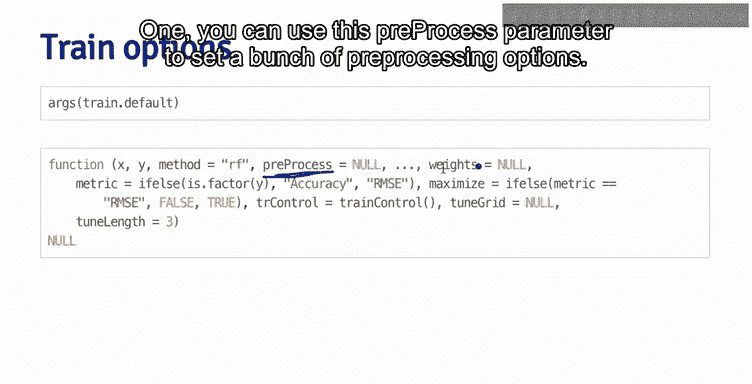 One, you can use this preProcess parameter
to set a bunch of preprocessing options.
Train options
args(train.default)
function (x, y, method = "rf", preProcess = NULL, ..., weights = NULL,
metric = ifelse(is.factor(y), "Accuracy", "RMSE"), maximize = ifelse(metric ==
"RMSE", FALSE, TRUE), trControl = trainControl(), tuneGrid = NULL,
tuneLength = 3)
NULL